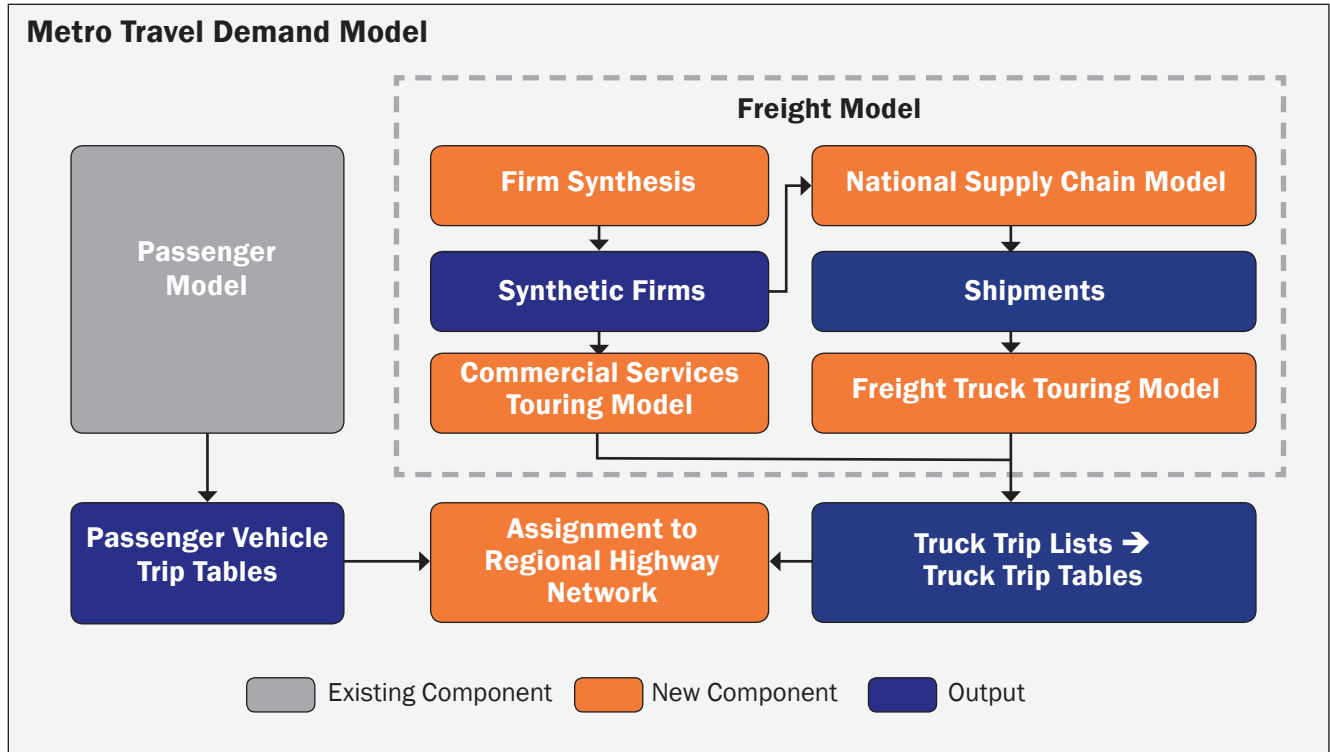 Metro Travel Demand Model
Freight Model
Passenger
Model
Firm Synthesis
National Supply Chain Model
Synthetic Firms
Shipments
Commercial Services
Touring Model
Freight Truck Touring Model
Passenger Vehicle
Trip Tables
Assignment to
Regional Highway
Network
Truck Trip Lists ➔
Truck Trip Tables
Existing Component
New Component
Output